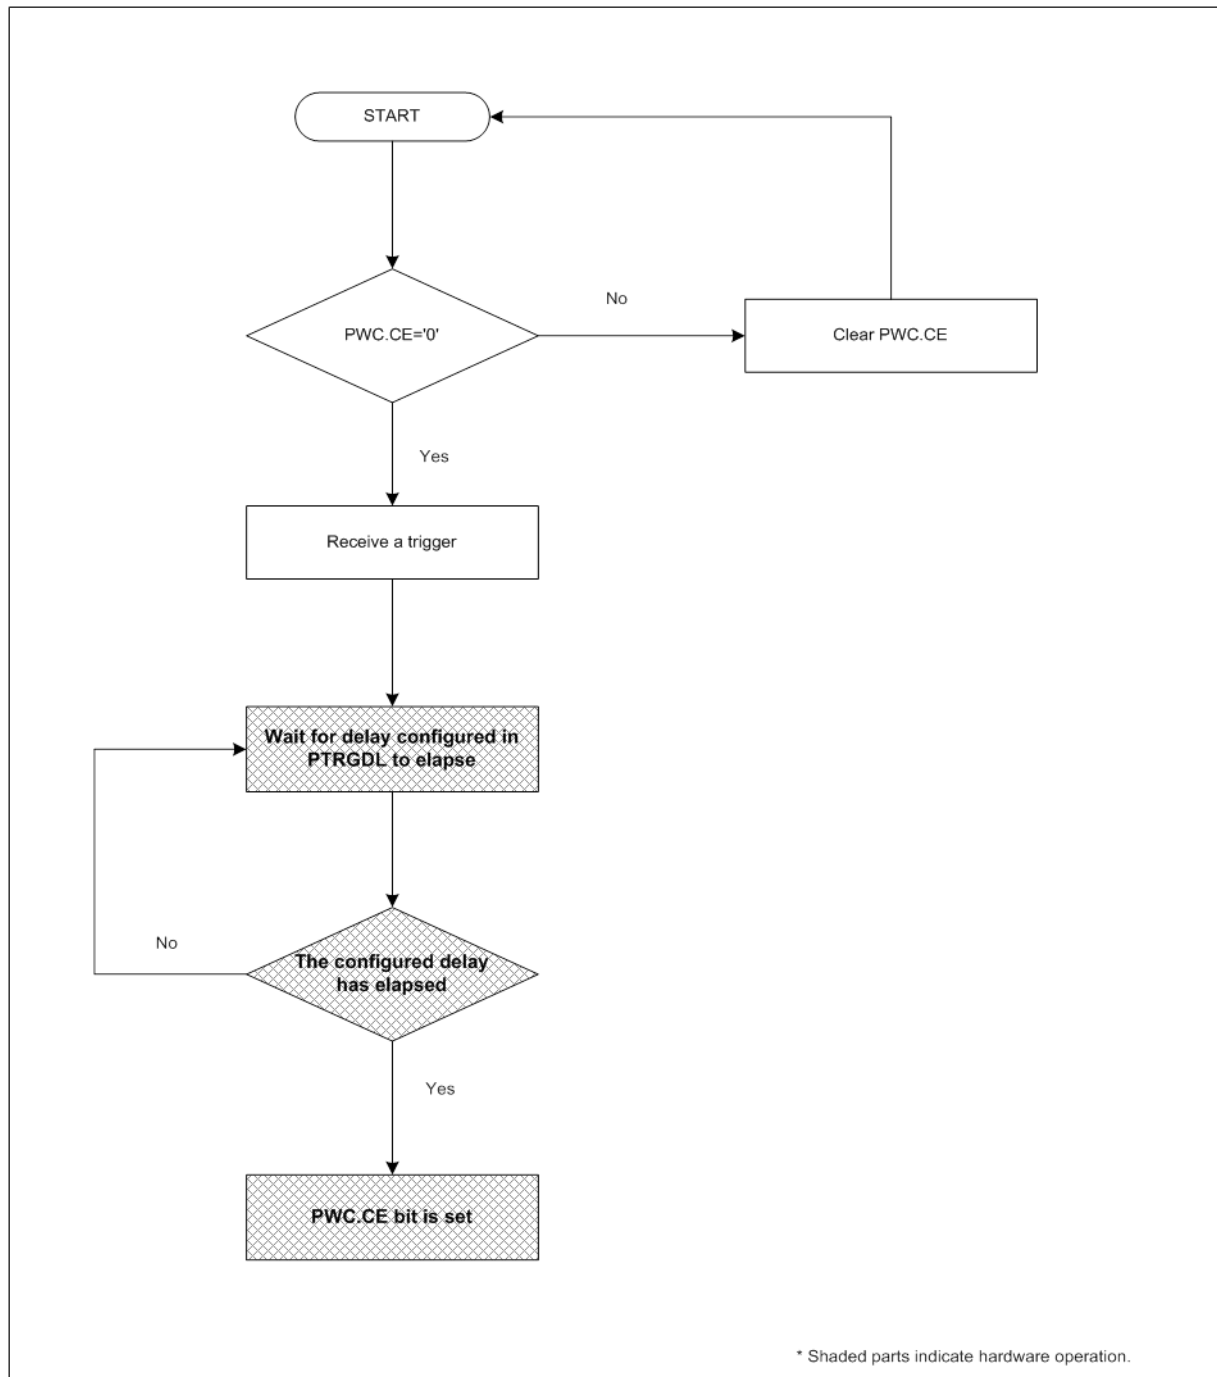 START
PWC.CE='0'
No
Clear PWC.CE
Yes
Receive a trigger
Wait for delay configured in
PTRGDL to elapse
No
The configured delay
has elapsed
Yes
PWC.CE bit is set
* Shaded parts indicate hardware operation.